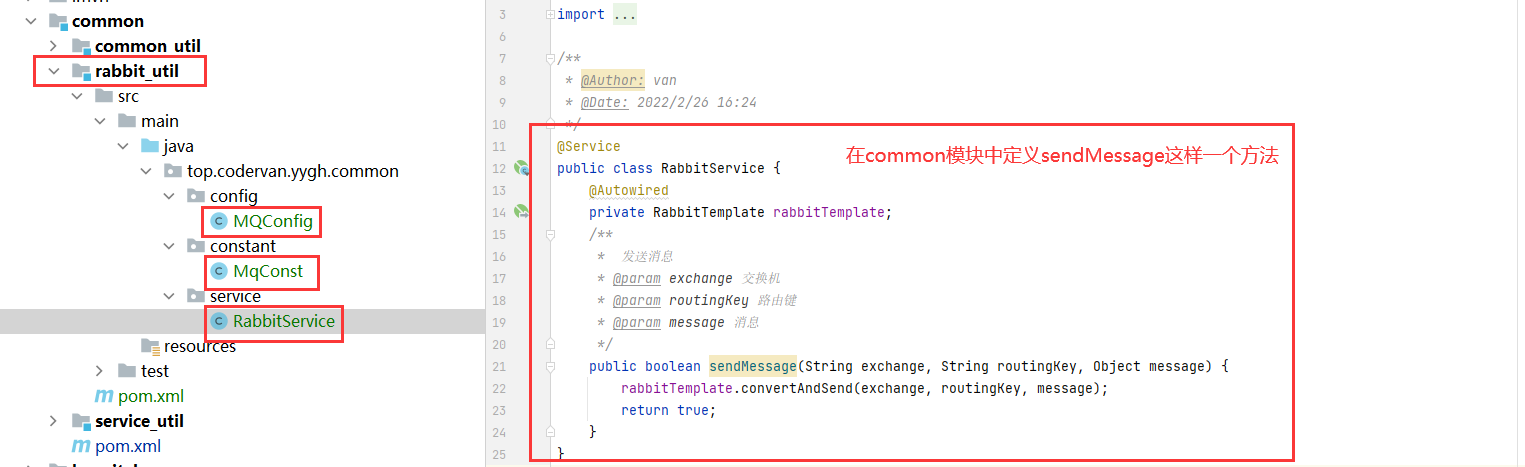 common
common_util
rabbit_util
src
main
java
top.codervan.yygh.common
config
MQConfig
constant
MqConst
service
RabbitService
resources
test
pom.xml
service_util
pom.xml
3 import ...
6
7 /**
8 * @Author: van
9 * @Date: 2022/2/26 16:24
10 */
11 @Service
在common模块中定义sendMessage这样一个方法
12 public class RabbitService {
13 @Autowired
14 private RabbitTemplate rabbitTemplate;
15 /**
16 * 发送消息
17 * @param exchange 交换机
18 * @param routingKey 路由键
19 * @param message 消息
20 */
21 public boolean sendMessage(String exchange, String routingKey, Object message) {
22 rabbitTemplate.convertAndSend(exchange, routingKey, message);
23 return true;
24 }
25 }